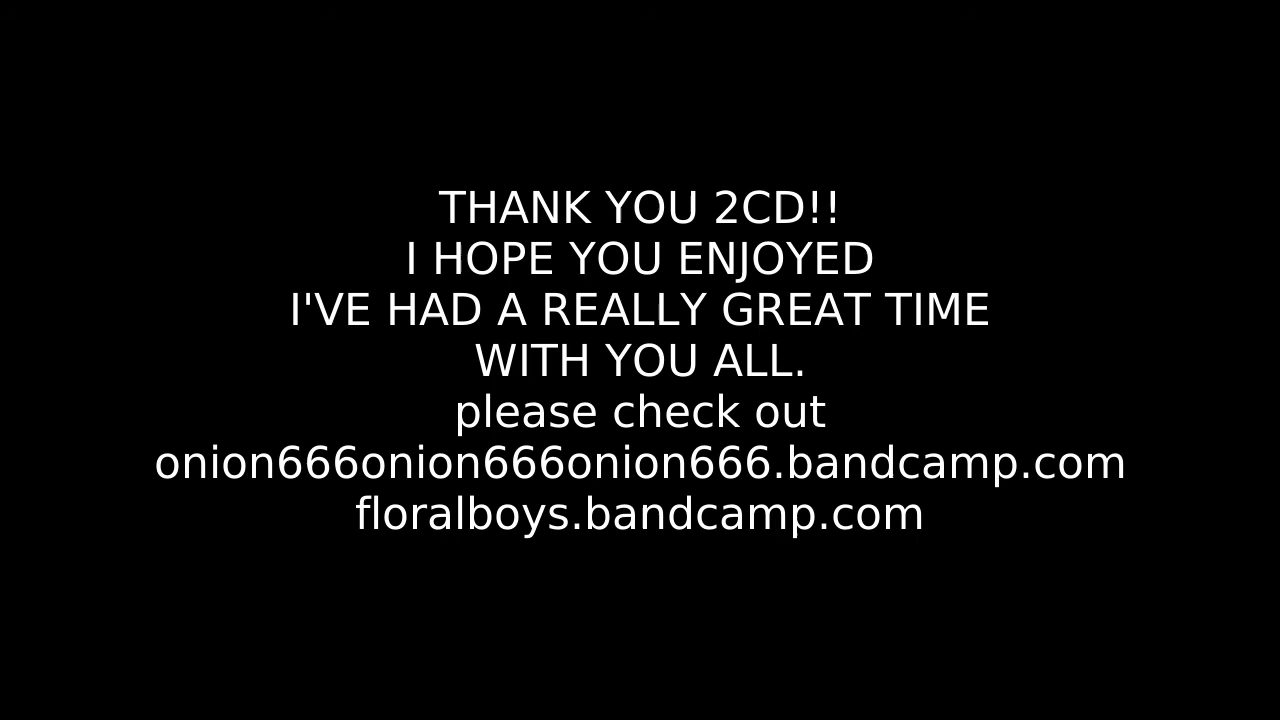 THANK YOU 2CD!!
I HOPE YOU ENJOYED
I'VE HAD A REALLY GREAT TIME
WITH YOU ALL.
please check out
onion666onion666onion666.bandcamp.com
floralboys.bandcamp.com